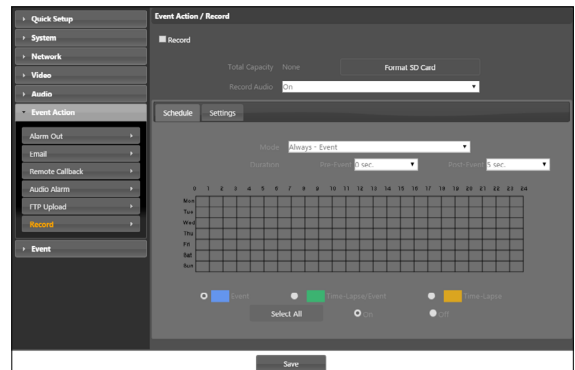 Quick Setup
System
Network
Video
Audio
Event Action
Alarm Out
Email
Remote Callback
Audio Alarm
FTP Upload
Record
Event
Event Action / Record
Record
Total Capacity None Format SD Card
Record Audio On
Schedule Settings
Mode Always - Event
Duration Pre-Event 0 sec. Post-Event 5 sec.
0 1 2 3 4 5 6 7 8 9 10 11 12 13 14 15 16 17 18 19 20 21 22 23 24
Mon
Tue
Wed
Thu
Fri
Sat
Sun
Event Time-Lapse/Event Time-Lapse
Select All On Off
Save